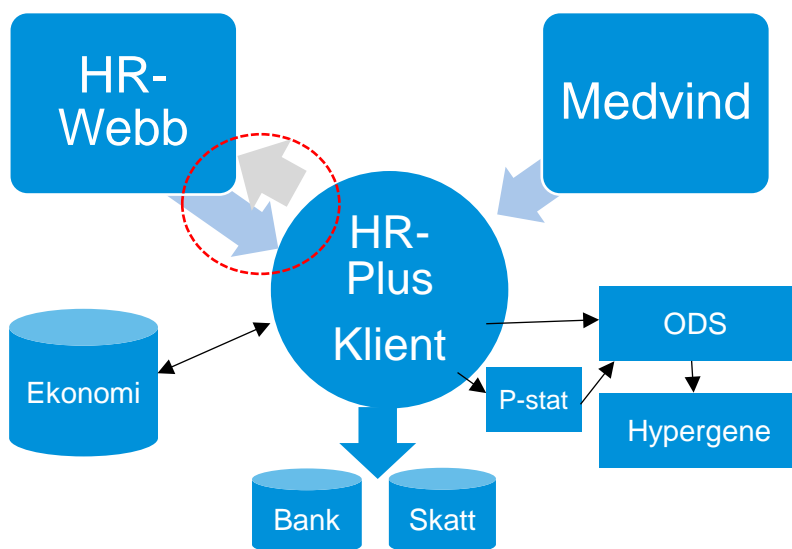 HR-
Webb
Medvind
HR-
Plus
Klient
Ekonomi
ODS
P-stat
Hypergene
Bank
Skatt